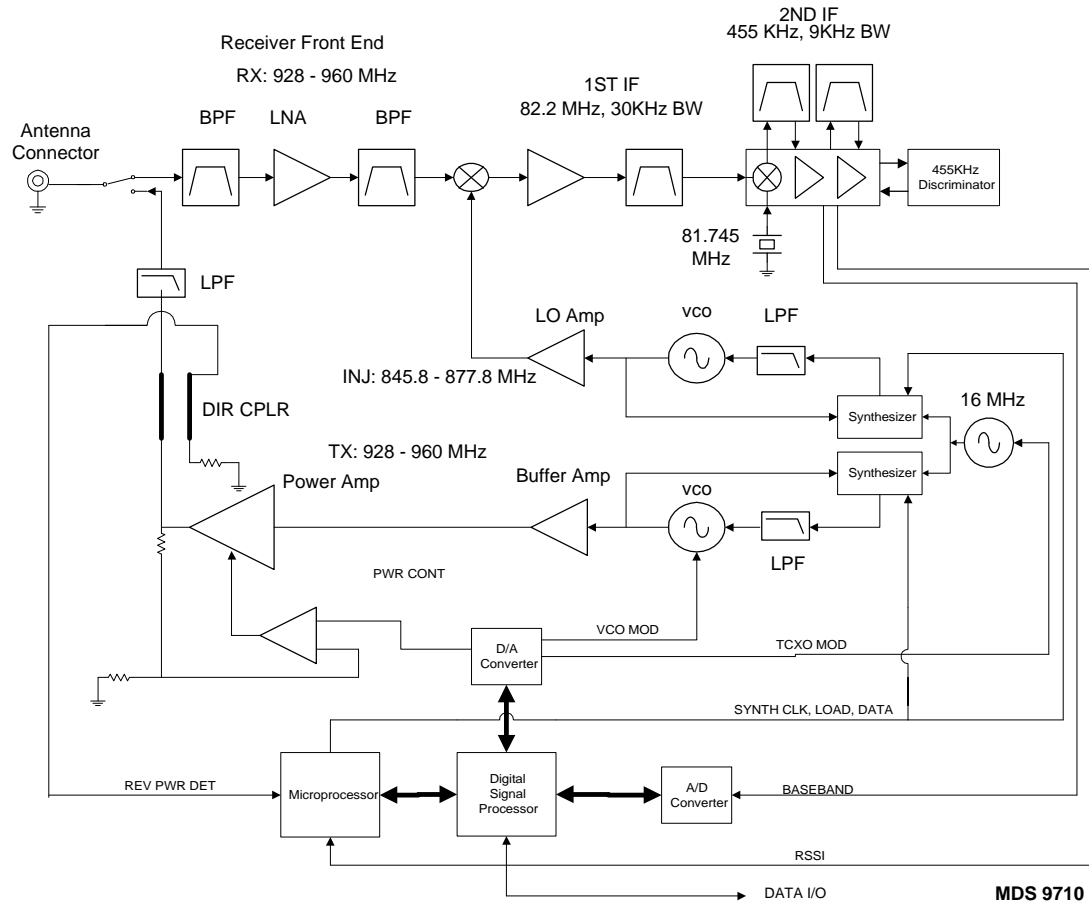 2ND IF
455 KHz, 9KHz BW
Receiver Front End
RX: 928 - 960 MHz
1ST IF
82.2 MHz, 30KHz BW
BPF
LNA
BPF
Antenna
Connector
455KHz
Discriminator
81.745
MHz
LPF
LO Amp
VCO
LPF
INJ: 845.8 - 877.8 MHz
16 MHz
DIR CPLR
Synthesizer
TX: 928 - 960 MHz
Synthesizer
Power Amp
Buffer Amp
VCO
LPF
PWR CONT
VCO MOD
D/A
Converter
TCXO MOD
SYNTH CLK, LOAD, DATA
REV PWR DET
Microprocessor
Digital
Signal
Processor
A/D
Converter
BASEBAND
RSSI
DATA I/O
MDS 9710